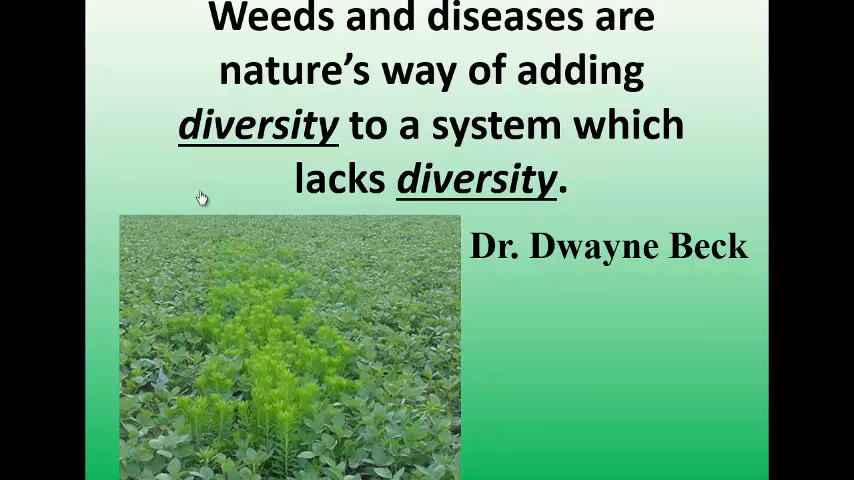 Weeds and diseases are
nature's way of adding
diversity to a system which
lacks diversity.
Dr. Dwayne Beck